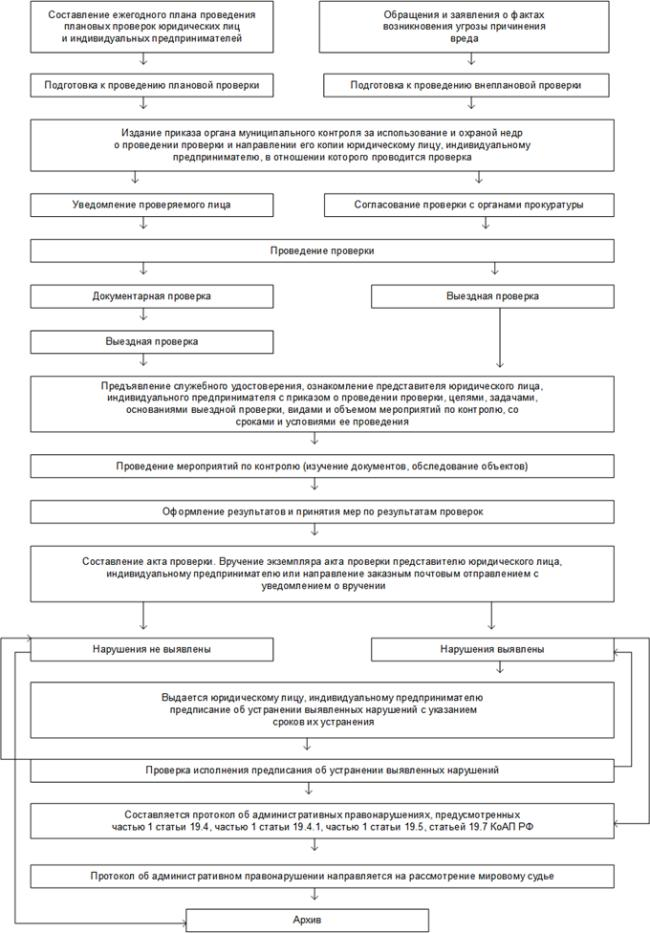 Составление ежегодного плана проведения
плановых проверок юридических лиц
и индивидуальных предпринимателей
Обращения и заявления о фактах
возникновения угрозы причинения
вреда
Подготовка к проведению плановой проверки
Подготовка к проведению внеплановой проверки
Издание приказа органа муниципального контроля за использование и охраной недр
о проведении проверки и направлении его копии юридическому лицу, индивидуальному
предпринимателю, в отношении которого проводится проверка
Уведомление проверяемого лица
Согласование проверки с органами прокуратуры
Проведение проверки
Документарная проверка
Выездная проверка
Выездная проверка
Предъявление служебного удостоверения, ознакомление представителя юридического лица,
индивидуального предпринимателя с приказом о проведении проверки, целями, задачами,
основаниями выездной проверки, видами и объемом мероприятий по контролю, со
сроками и условиями ее проведения
Проведение мероприятий по контролю (изучение документов, обследование объектов)
Оформление результатов и принятия мер по результатам проверок
Составление акта проверки. Вручение экземпляра акта проверки представителю юридического лица,
индивидуальному предпринимателю или направление заказным почтовым отправлением с
уведомлением о вручении
Нарушения не выявлены
Нарушения выявлены
Выдается юридическому лицу, индивидуальному предпринимателю
предписание об устранении выявленных нарушений с указанием
сроков их устранения
Проверка исполнения предписания об устранении выявленных нарушений
Составляется протокол об административных правонарушениях, предусмотренных
частью 1 статьи 19.4, частью 1 статьи 19.4.1, частью 1 статьи 19.5, статьей 19.7 КоАП РФ
Протокол об административном правонарушении направляется на рассмотрение мировому судье
Архив